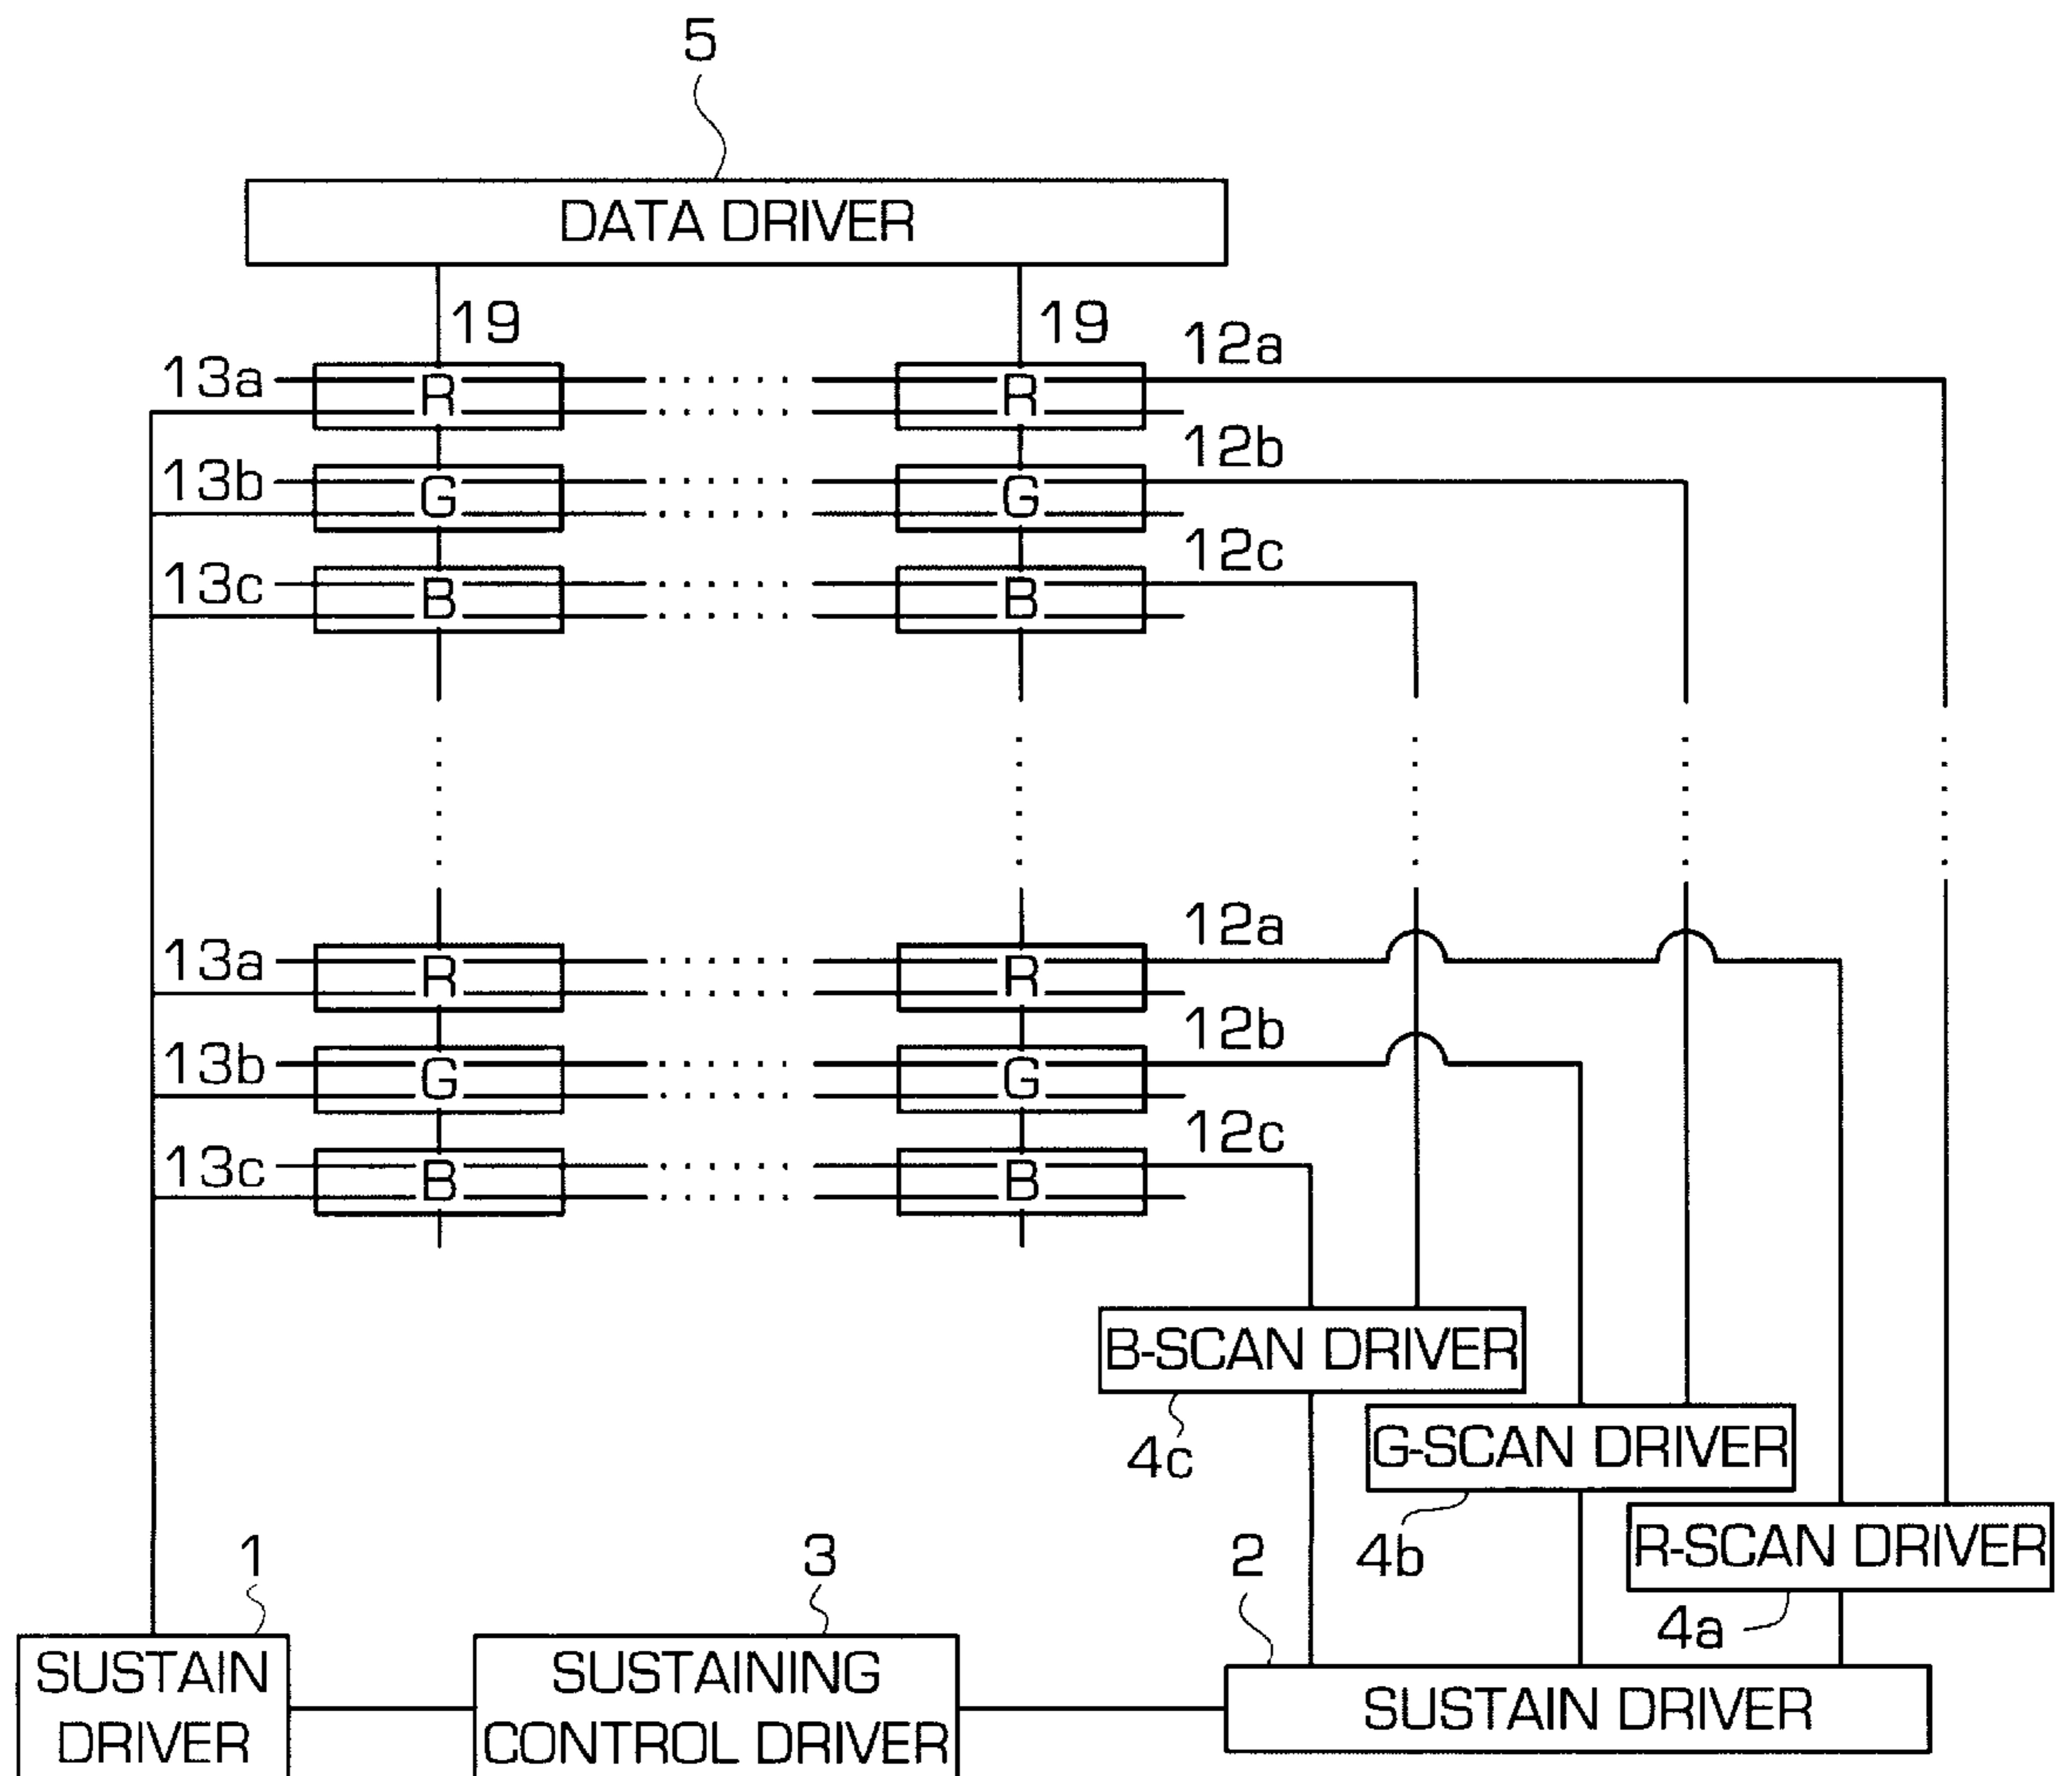 5
DATA DRIVER
19 19
13a R R 12a
13b G G 12b
13c B B 12c
13a R R 12a
13b G G 12b
13c B B 12c
B-SCAN DRIVER
4c
G-SCAN DRIVER
4b
R-SCAN DRIVER
4a
1 3 2
SUSTAIN
DRIVER
SUSTAINING
CONTROL DRIVER
SUSTAIN DRIVER